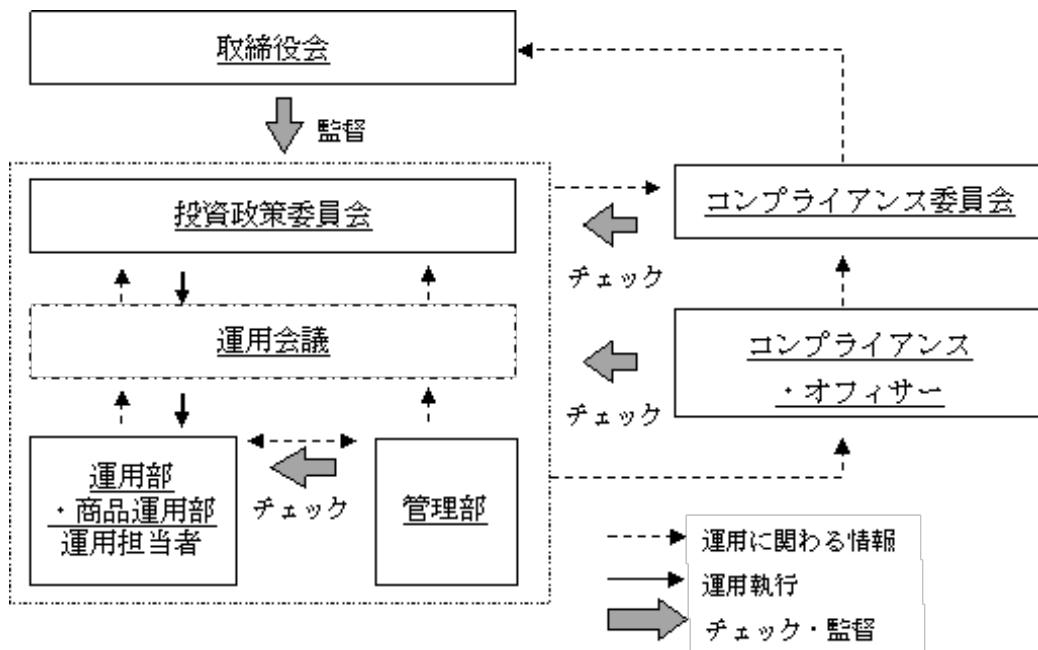 取締役会
監督
投資政策委員会
コンプライアンス委員会
チェック
運用会議
コンプライアンス
・オフィサー
チェック
運用部
・商品運用部
運用担当者
チェック
管理部
運用に関わる情報
運用執行
チェック・監督